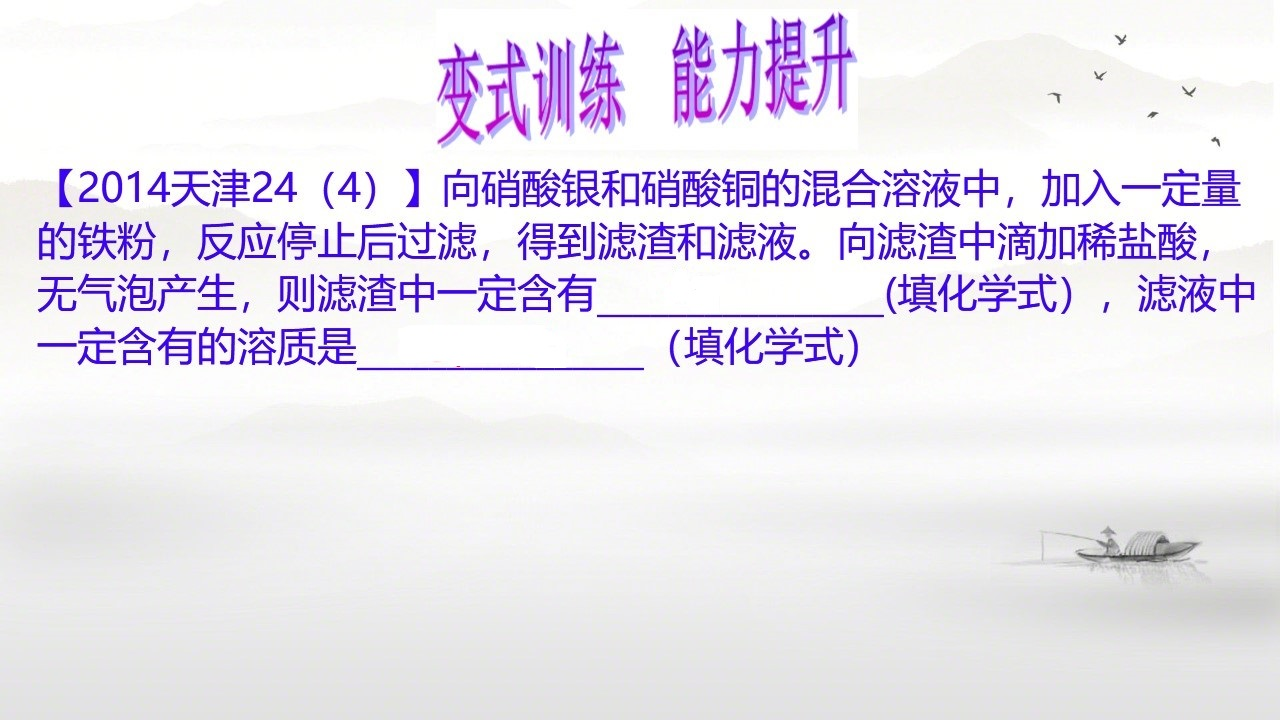 变式训练 能力提升
【2014天津24（4）】向硝酸银和硝酸铜的混合溶液中，加入一定量
的铁粉，反应停止后过滤，得到滤渣和滤液。向滤渣中滴加稀盐酸，
无气泡产生，则滤渣中一定含有______________(填化学式），滤液中
一定含有的溶质是______________（填化学式）